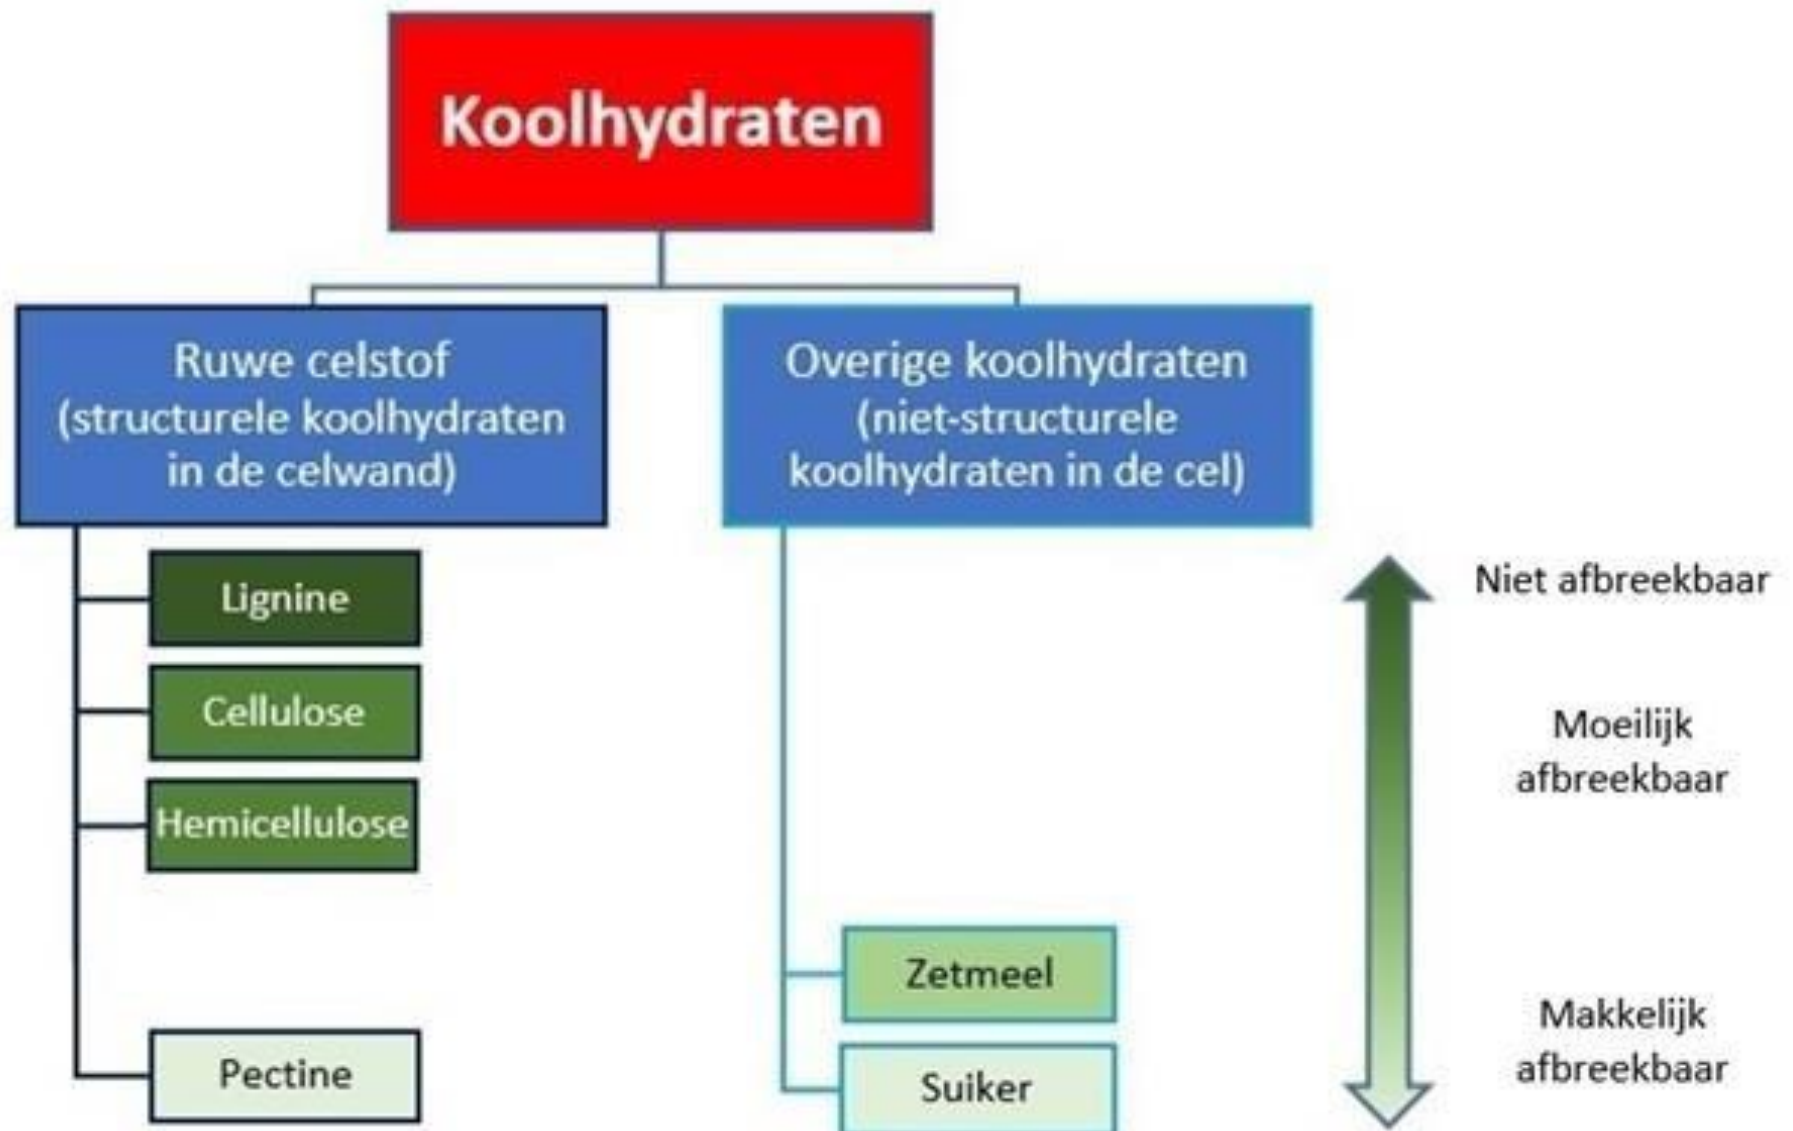 Koolhydraten
Ruwe celstof
(structurele koolhydraten
in de celwand)
Overige koolhydraten
(niet-structurele
koolhydraten in de cel)
Lignine
Cellulose
Hemicellulose
Pectine
Zetmeel
Suiker
Niet afbreekbaar
Moeilijk
afbreekbaar
Makkelijk
afbreekbaar